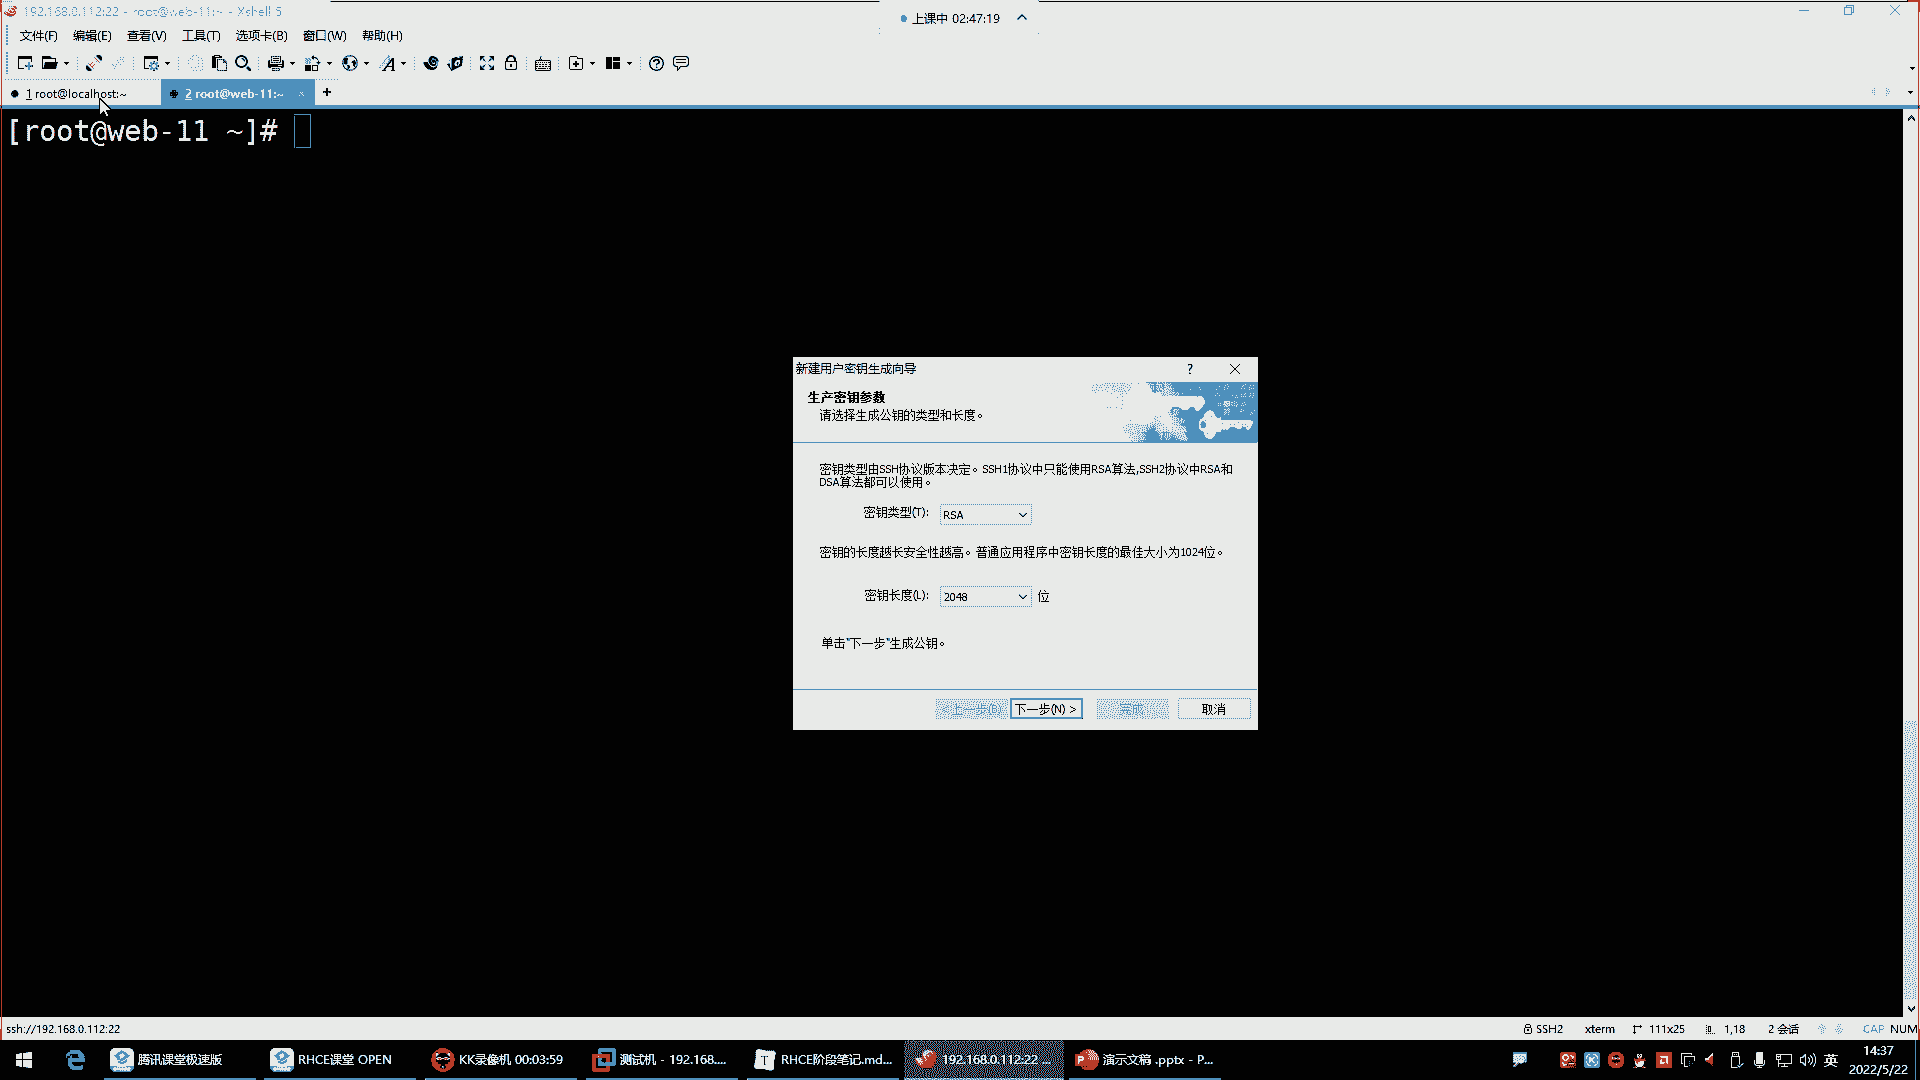 192.168.0.112:22 - root@web-11:~ - Xshell 5
上课中 02:47:19
文件(F) 编辑(E) 查看(V) 工具(T) 选项卡(B) 窗口(W) 帮助(H)
1 root@localhost:~ 2 root@web-11:~ × +
[root@web-11 ~]#
新建用户密钥生成向导 ?
生产密钥参数
请选择生成公钥的类型和长度。
密钥类型由SSH协议版本决定。SSH1协议中只能使用RSA算法,SSH2协议中RSA和
DSA算法都可以使用。
密钥类型(T): RSA
密钥的长度越长安全性越高。普通应用程序中密钥长度的最佳大小为1024位。
密钥长度(L): 2048 位
单击"下一步"生成公钥。
<上一步(B) 下一步(N) > 完成 取消
ssh://192.168.0.112:22 SSH2 xterm 111x25 1,18 2 会话 CAP NUM
腾讯课堂极速版 RHCE课堂 OPEN KK录像机 00:03:59 测试机 - 192.168.... RHCE阶段笔记.md... 192.168.0.112:22 ... 演示文稿 .pptx - P... 英 14:37
2022/5/22